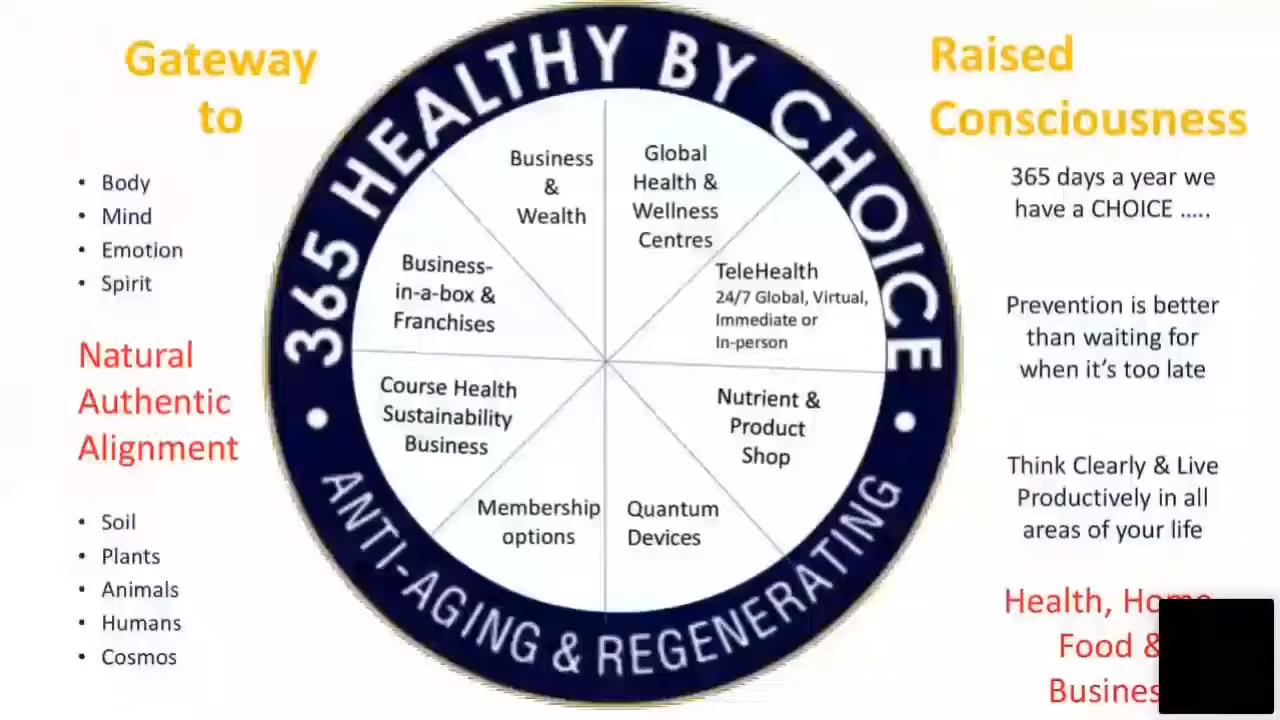 Gateway
to
• Body
• Mind
• Emotion
• Spirit
Natural
Authentic
Alignment
• Soil
• Plants
• Animals
• Humans
• Cosmos
365 HEALTHY BY CHOICE
• ANTI-AGING & REGENERATING •
Business
&
Wealth
Global
Health &
Wellness
Centres
TeleHealth
24/7 Global, Virtual,
Immediate or
In-person
Nutrient &
Product
Shop
Quantum
Devices
Membership
options
Course Health
Sustainability
Business
Business-
in-a-box &
Franchises
Raised
Consciousness
365 days a year we
have a CHOICE .....
Prevention is better
than waiting for
when it's too late
Think Clearly & Live
Productively in all
areas of your life
Health, Home
Food &
Busines